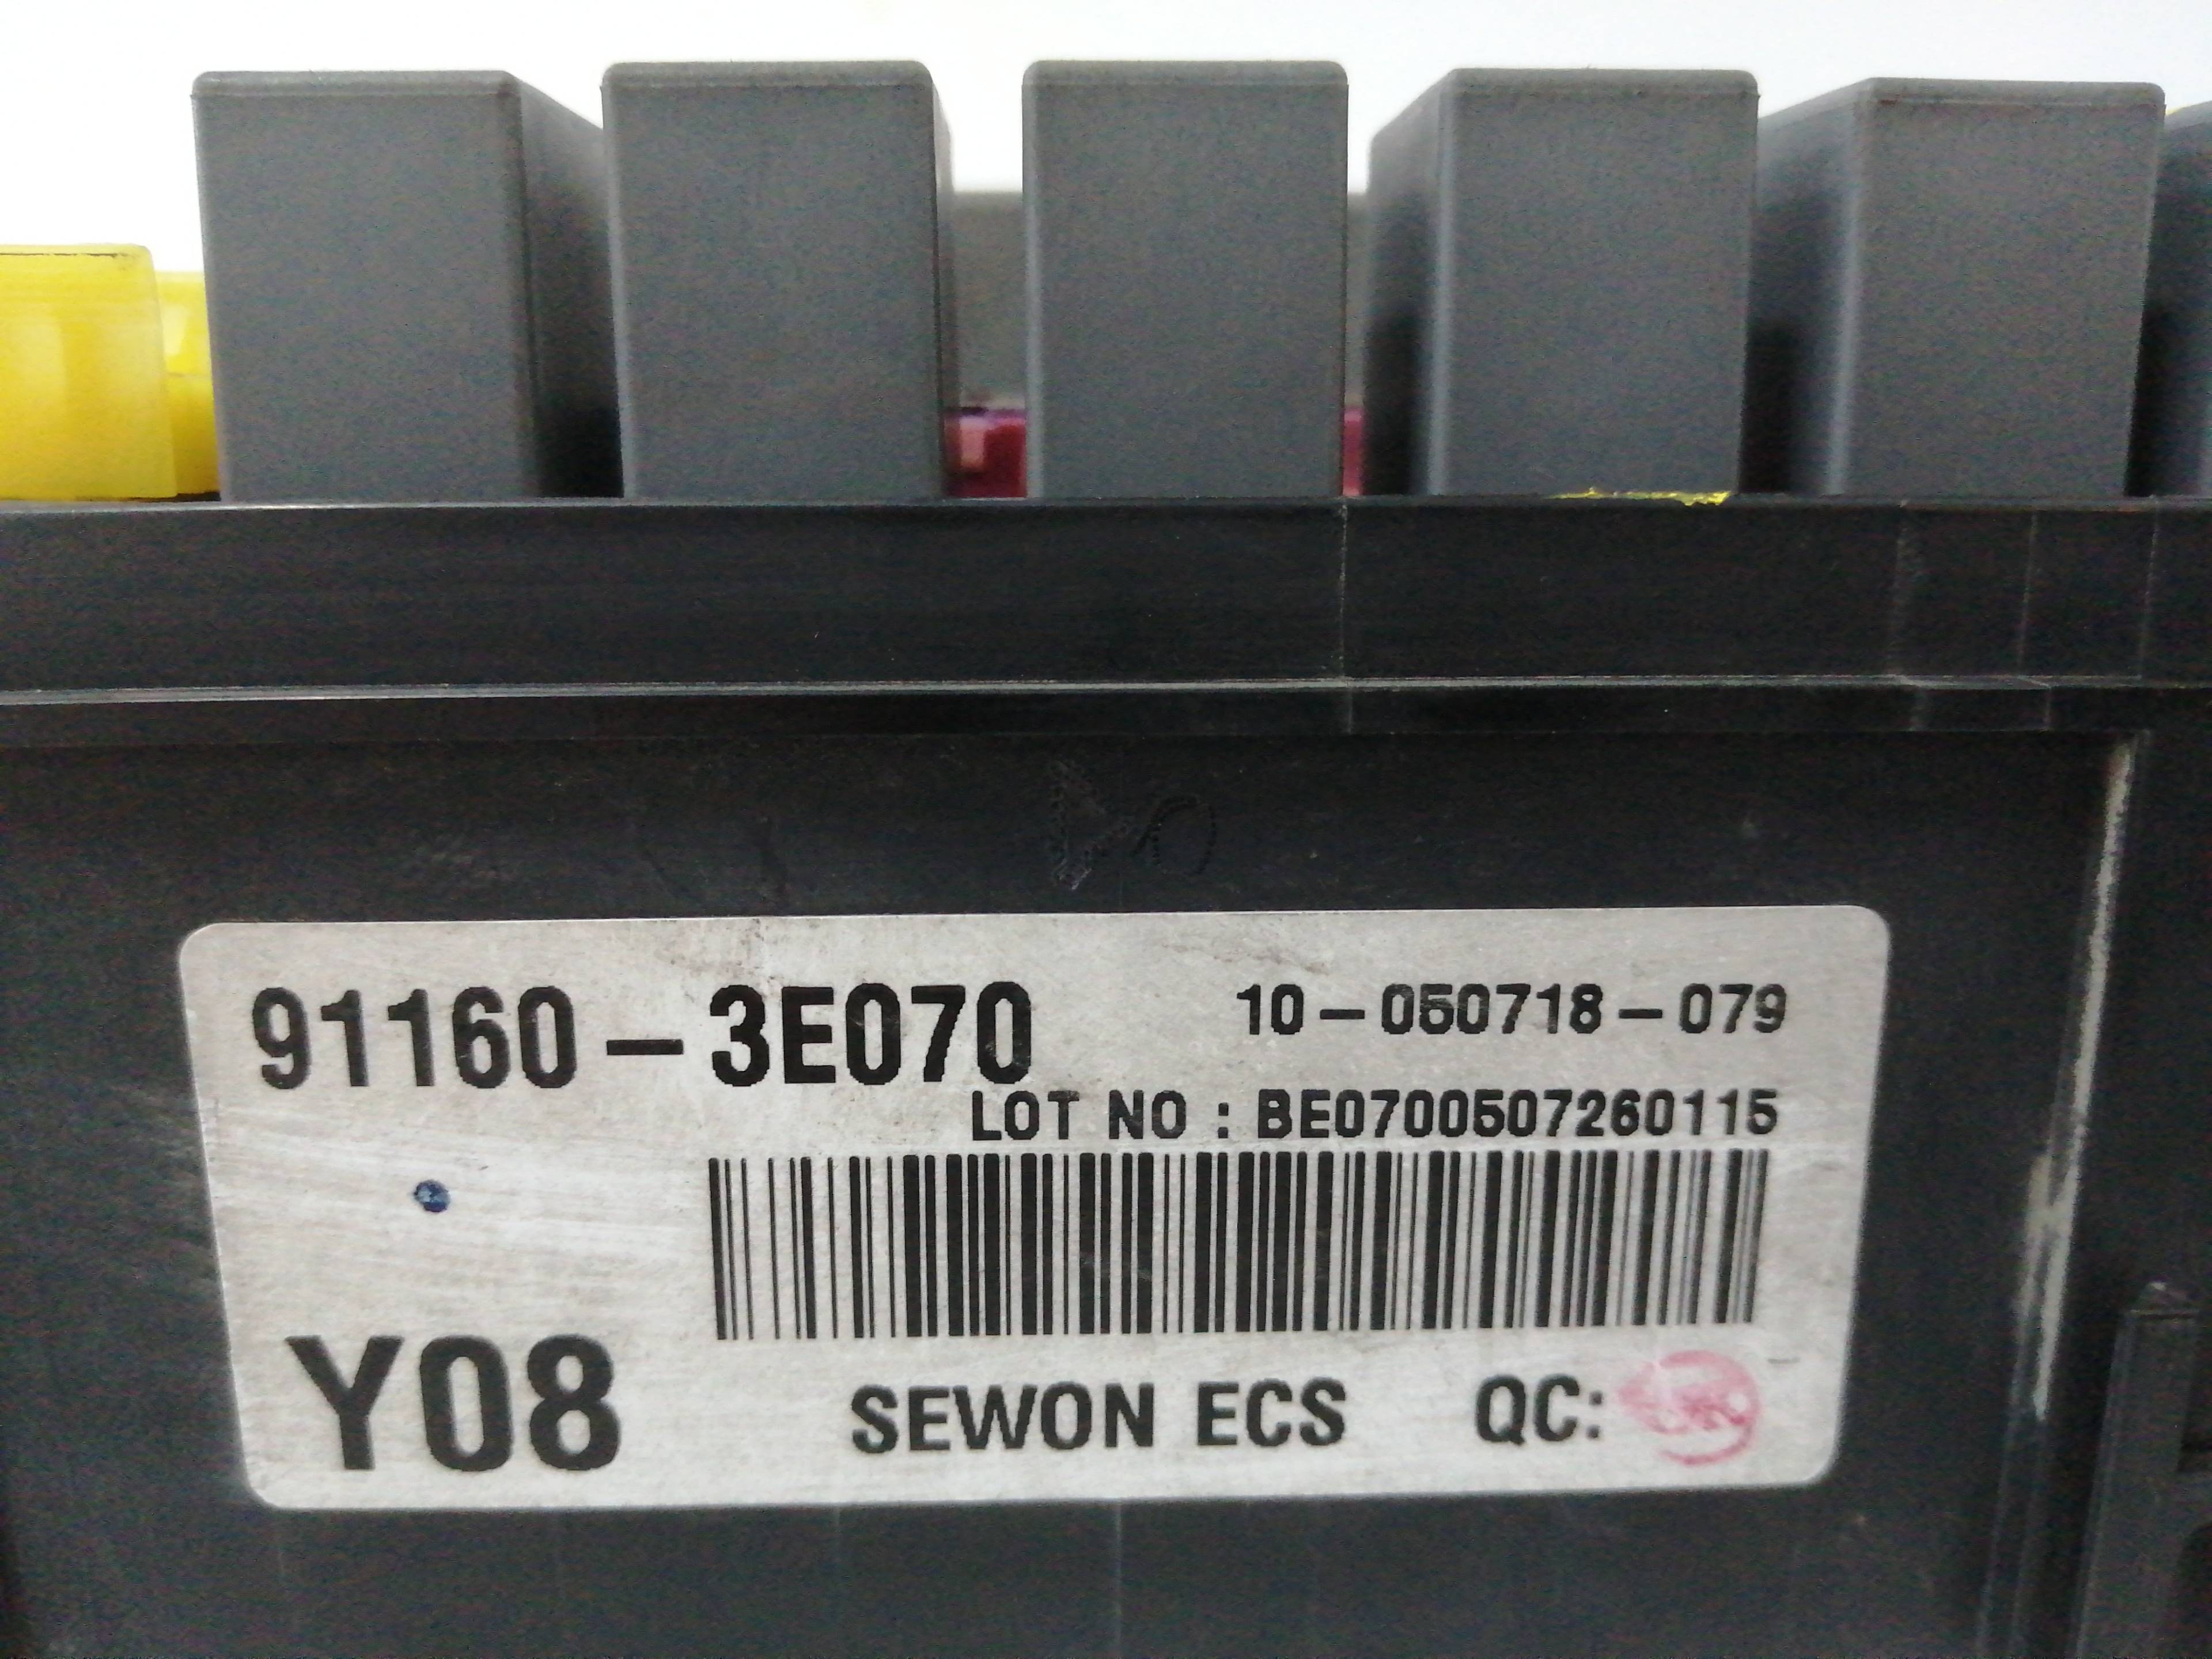 91160-3E070 10-050718-079
LOT NO : BE0700507260115
Y08 SEWON ECS QC: